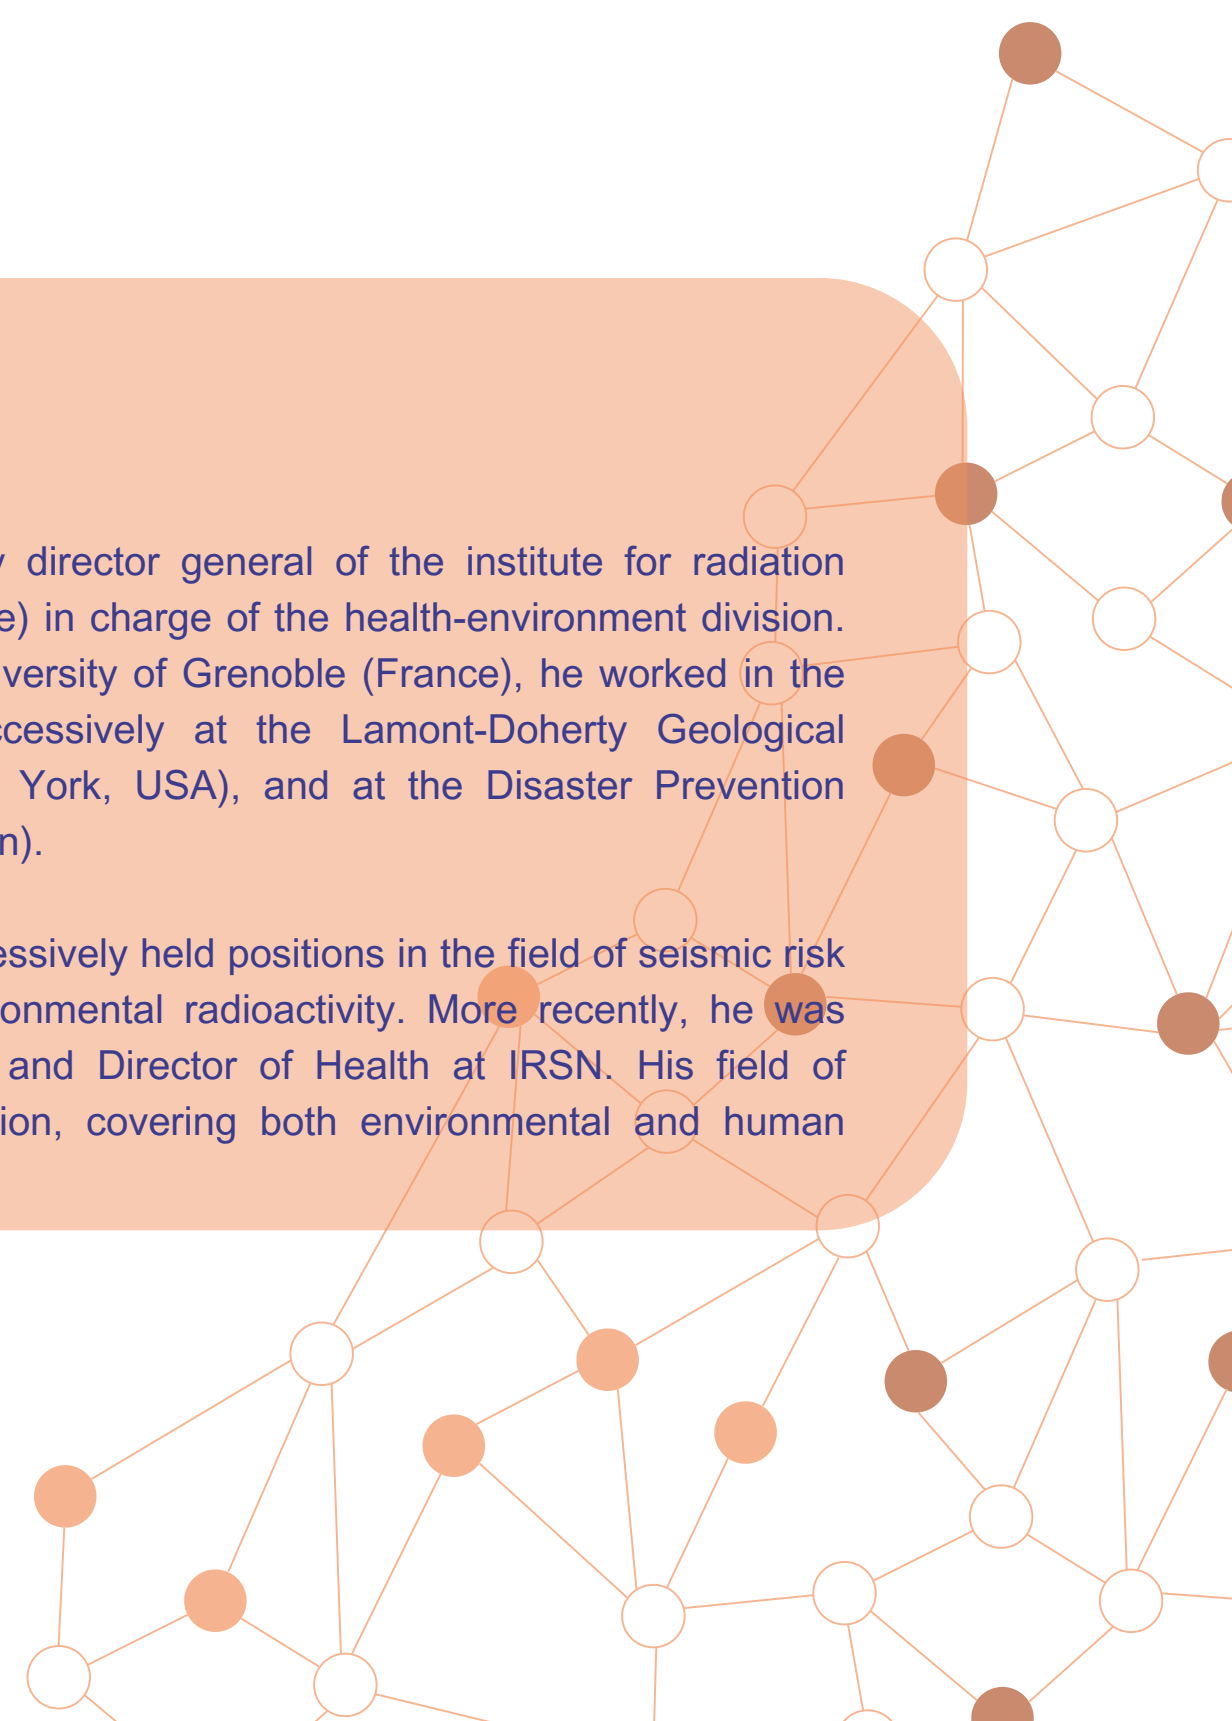 director general of the institute for radiation
e) in charge of the health-environment division.
versity of Grenoble (France), he worked in the
ccessively at the Lamont-Doherty Geological
York, USA), and at the Disaster Prevention
n).
essively held positions in the field of seismic risk
onmental radioactivity. More recently, he was
and Director of Health at IRSN. His field of
ion, covering both environmental and human